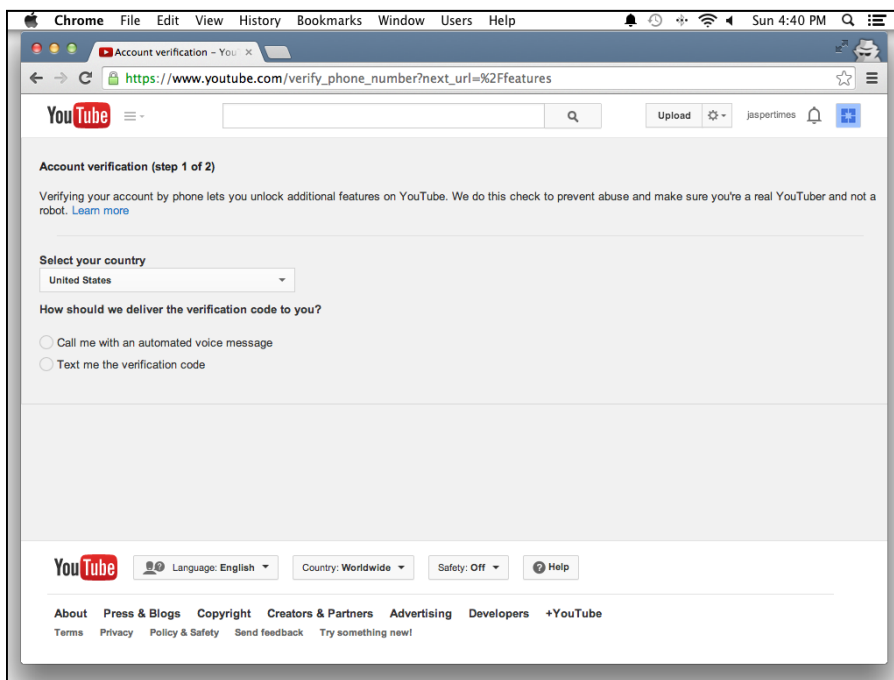 Chrome File Edit View History Bookmarks Window Users Help Sun 4:40 PM
Account verification – You
https://www.youtube.com/verify_phone_number?next_url=%2Ffeatures
YouTube Upload jaspertimes
Account verification (step 1 of 2)
Verifying your account by phone lets you unlock additional features on YouTube. We do this check to prevent abuse and make sure you're a real YouTuber and not a
robot. Learn more
Select your country
United States
How should we deliver the verification code to you?
Call me with an automated voice message
Text me the verification code
YouTube Language: English Country: Worldwide Safety: Off Help
About Press & Blogs Copyright Creators & Partners Advertising Developers +YouTube
Terms Privacy Policy & Safety Send feedback Try something new!